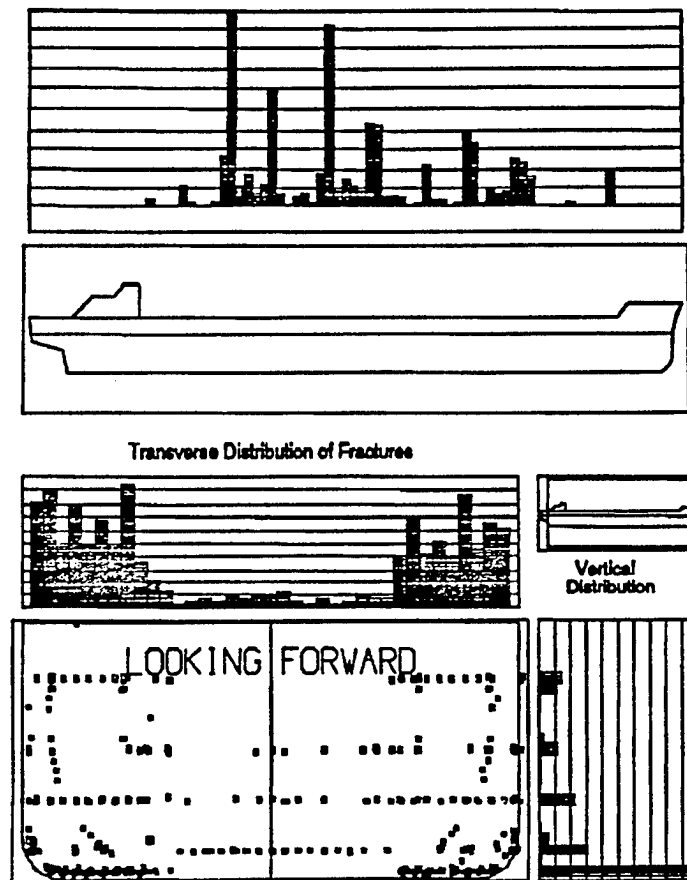 Transverse Distribution of Fractures
Vertical
Distribution
LOOKING FORWARD